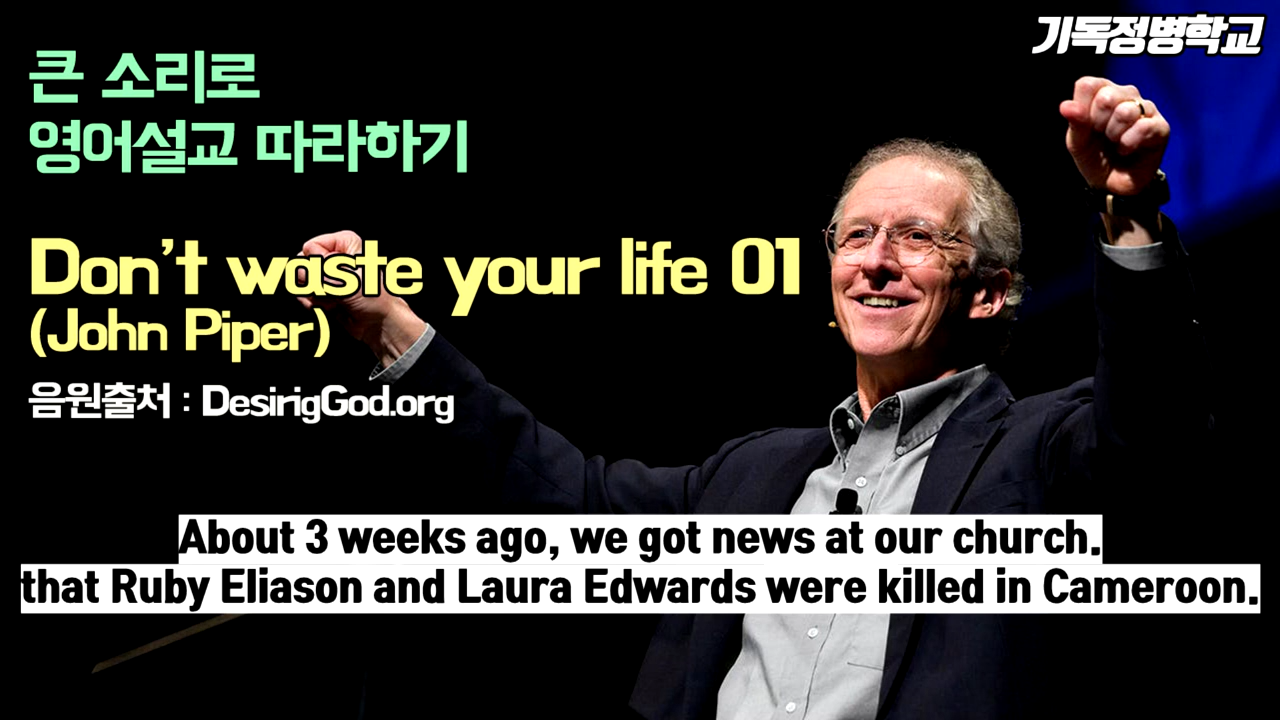 기독정병학교
큰 소리로
영어설교 따라하기
Don't waste your life 01
(John Piper)
음원출처 : DesirigGod.org
About 3 weeks ago, we got news at our church.
that Ruby Eliason and Laura Edwards were killed in Cameroon.